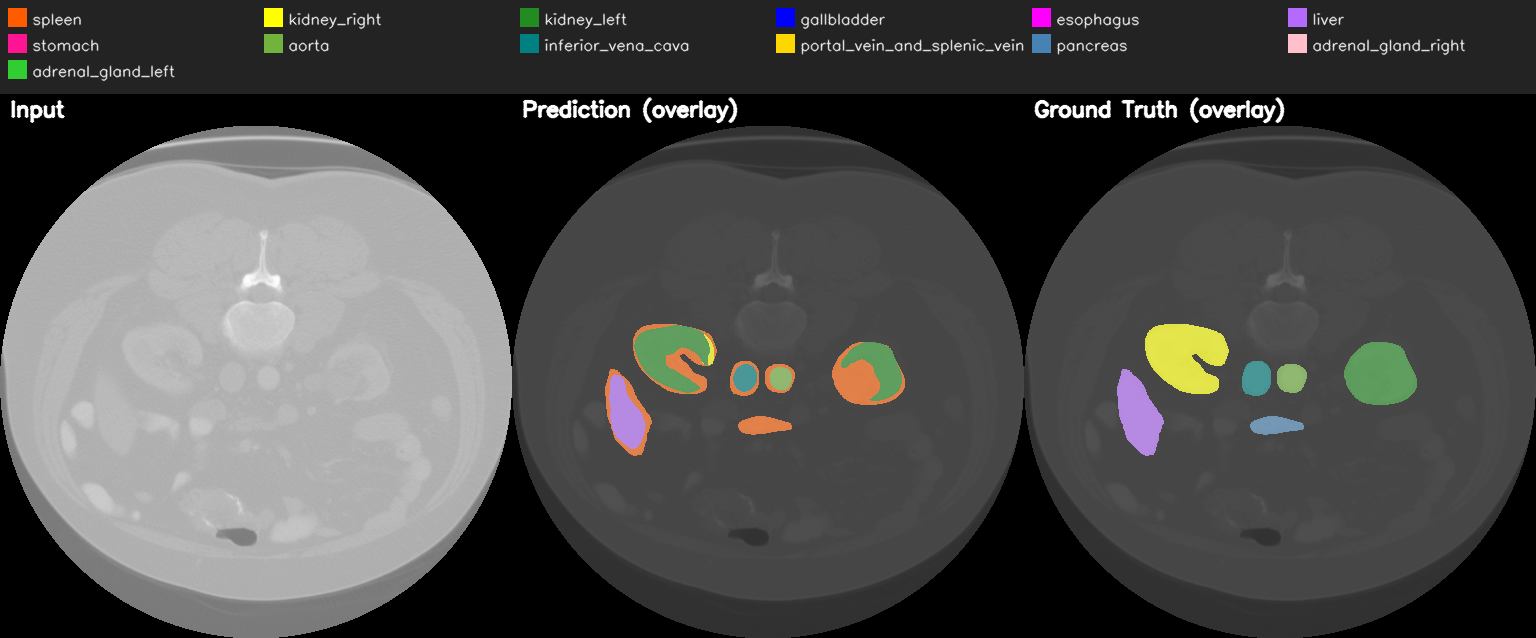 spleen kidney_right kidney_left gallbladder esophagus liver
stomach aorta inferior_vena_cava portal_vein_and_splenic_vein pancreas adrenal_gland_right
adrenal_gland_left
Input Prediction (overlay) Ground Truth (overlay)